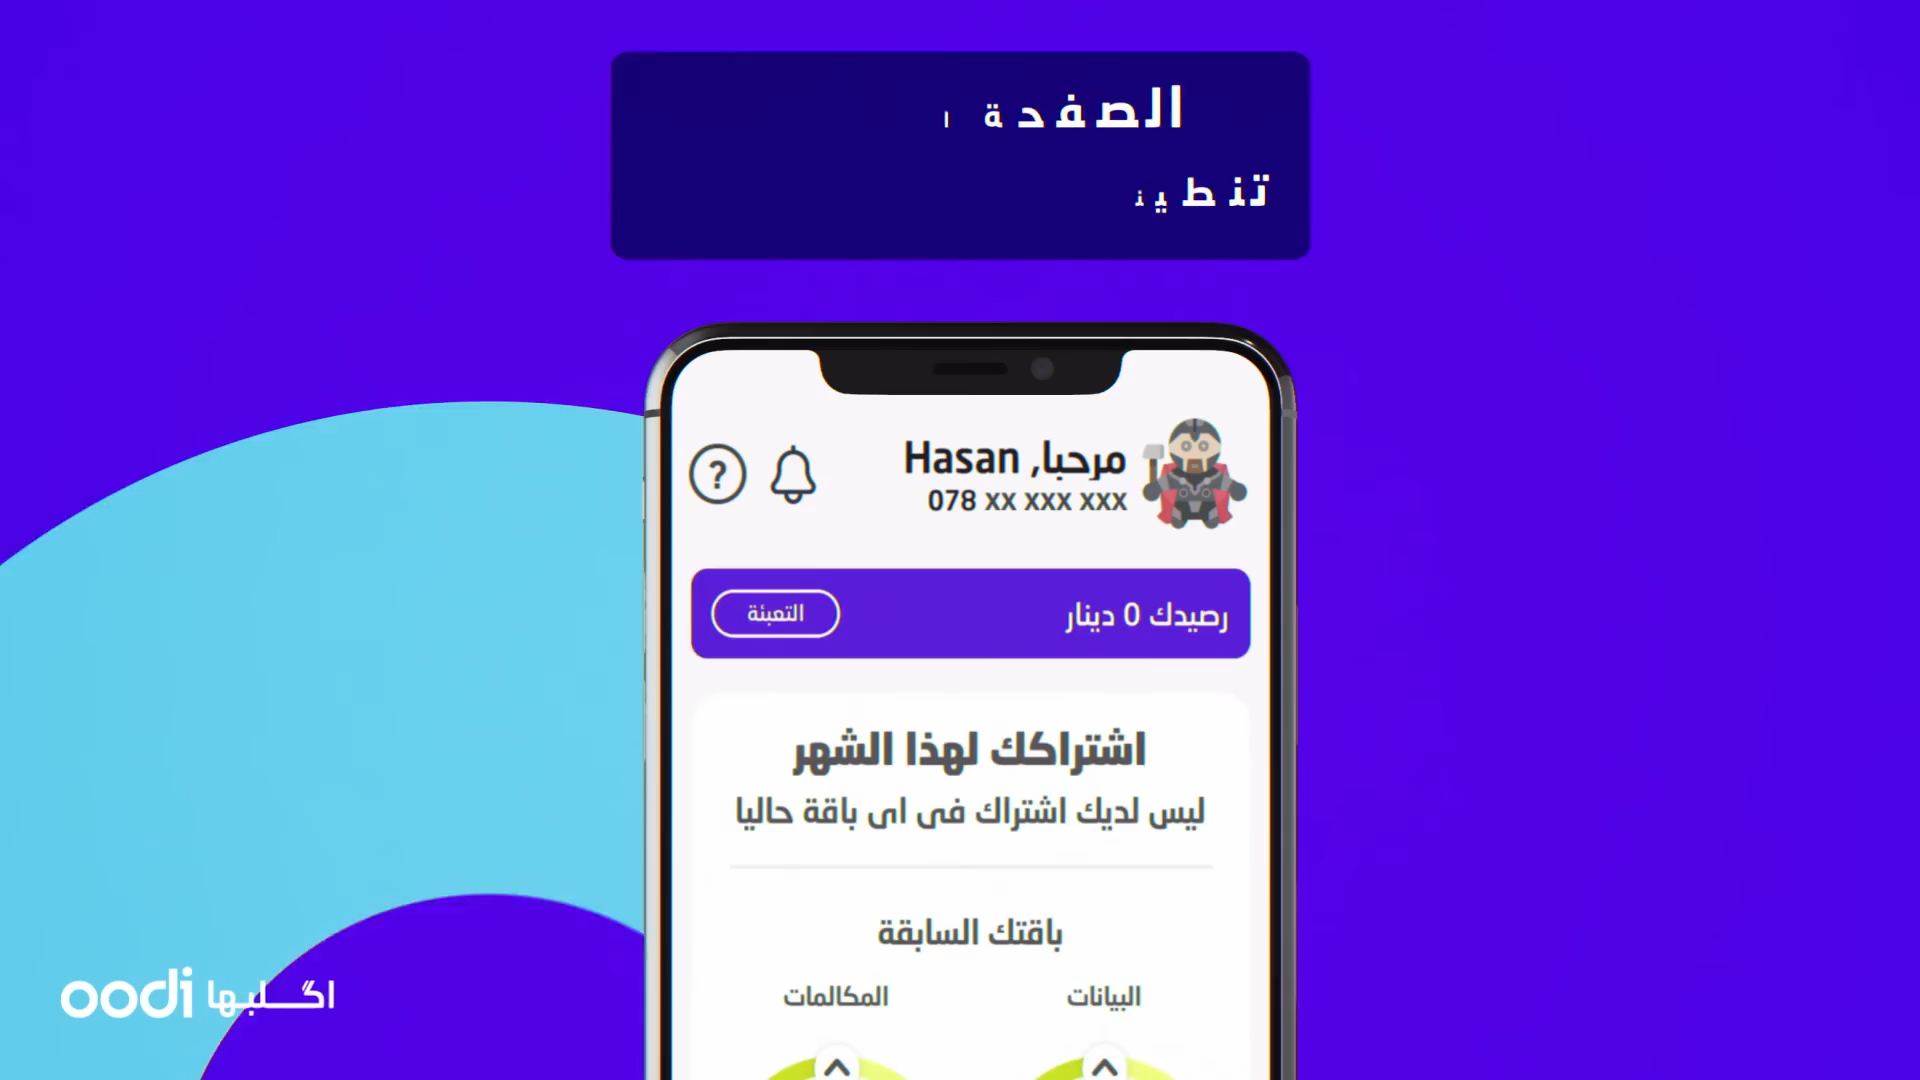 الصفحة ا
تنطين
مرحبا, Hasan
078 xx xxx xxx
?
رصيدك 0 دينار
التعبئة
اشتراكك لهذا الشهر
ليس لديك اشتراك فى اى باقة حاليا
باقتك السابقة
البيانات
المكالمات
oodi اگلبها